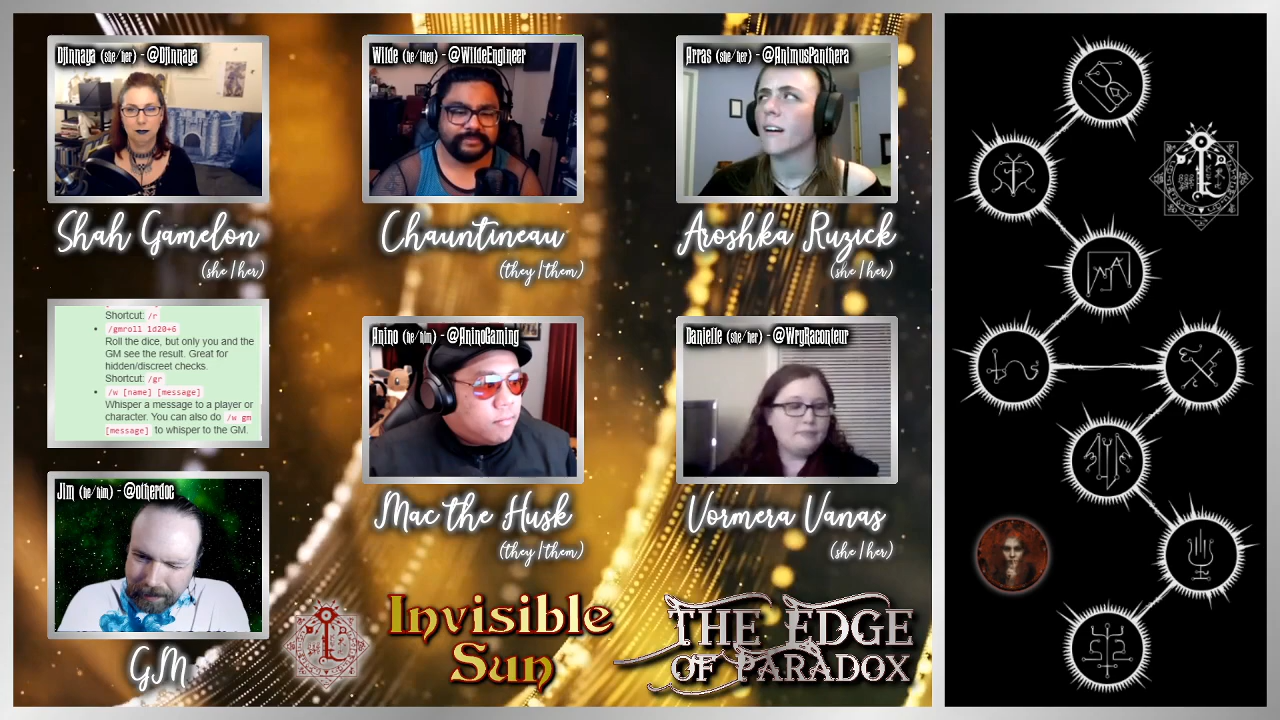 Djinnaya (she/her) - @Djinnaya
Wilde (he/they) - @WildeEngineer
Arras (she/her) - @AnimusPanthera
Shah Gamelon
(she/her)
Chauntineau
(they/them)
Aroshka Ruzick
(she/her)
Shortcut: /r
• /gmroll 1d20+6
Roll the dice, but only you and the
GM see the result. Great for
hidden/discreet checks.
Shortcut: /gr
• /w [name] [message]
Whisper a message to a player or
character. You can also do /w gm
[message] to whisper to the GM.
Anino (he/him) - @AninoGaming
Danielle (she/her) - @WryRaconteur
Mac the Husk
(they/them)
Vormera Vanas
(she/her)
Jim (he/him) - @otherdoc
GM
Invisible
Sun
THE EDGE
OF PARADOX